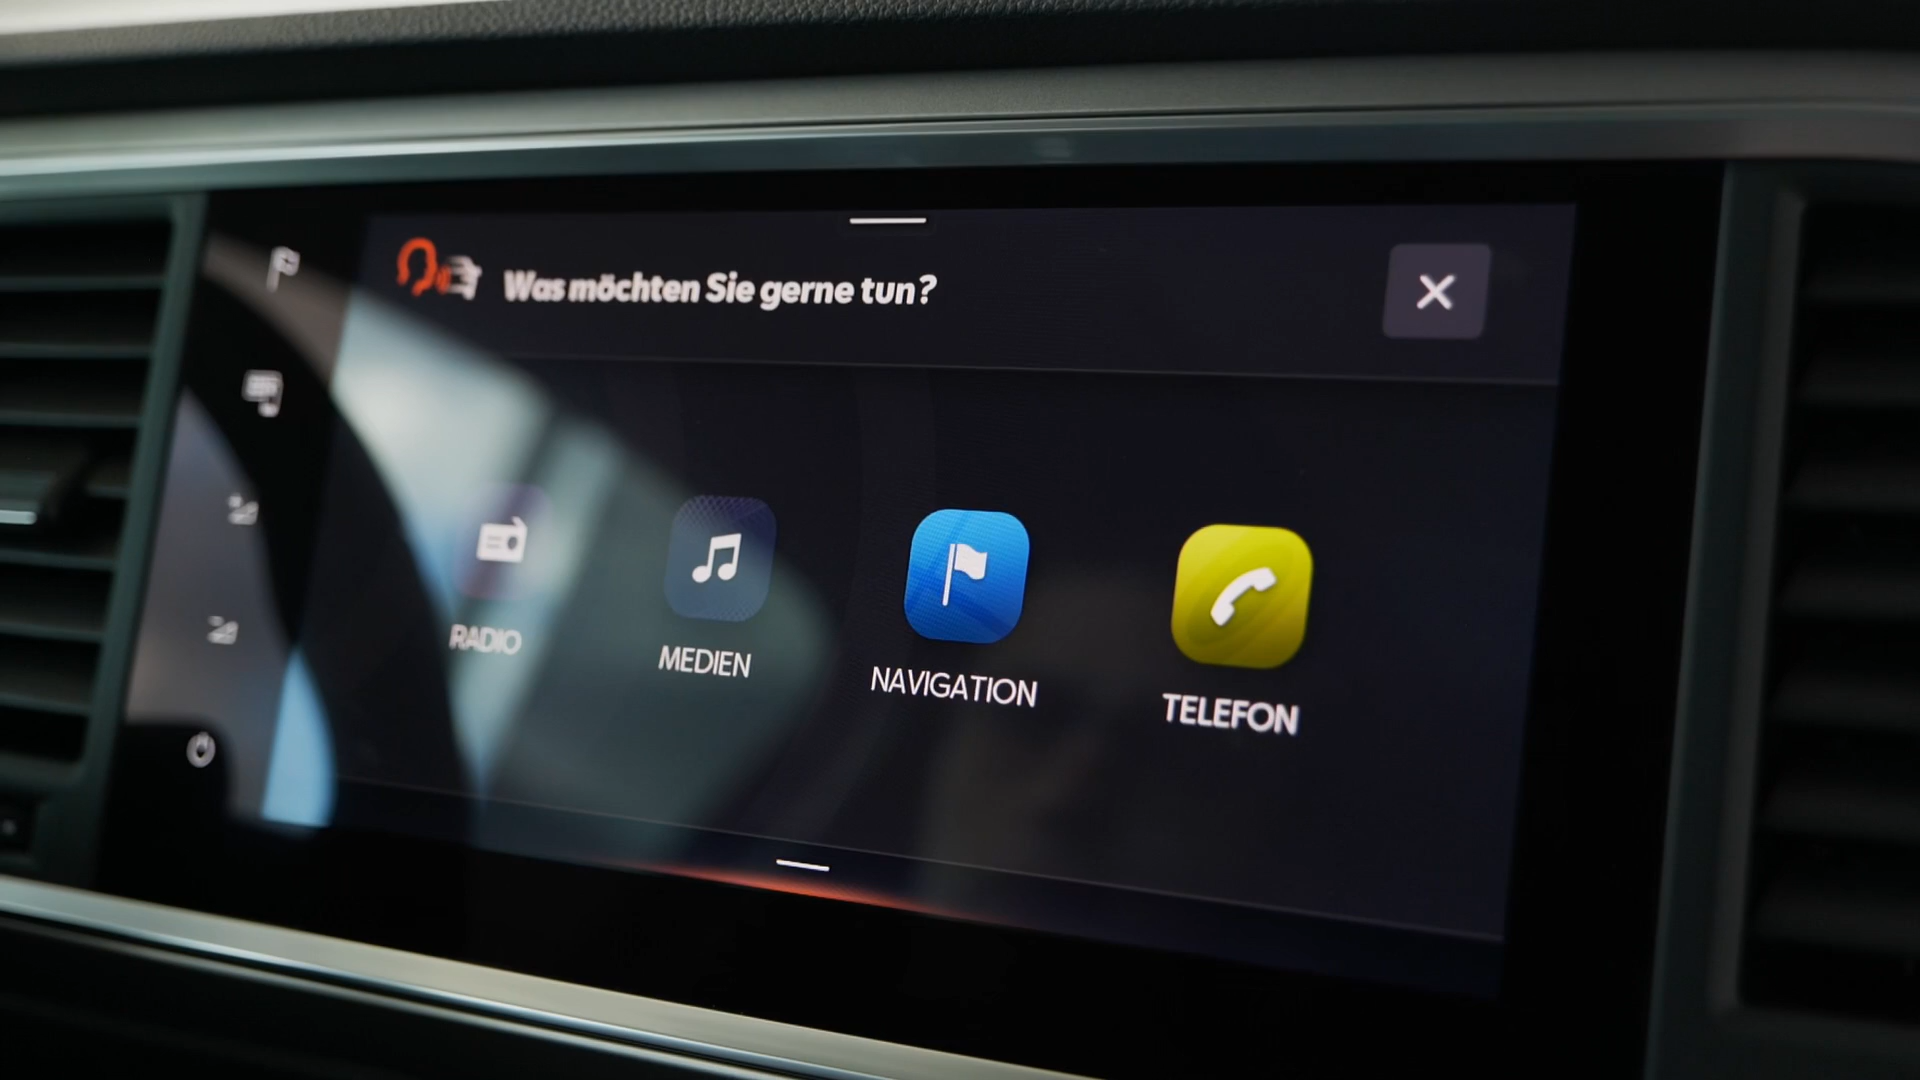 Was möchten Sie gerne tun?
RADIO
MEDIEN
NAVIGATION
TELEFON